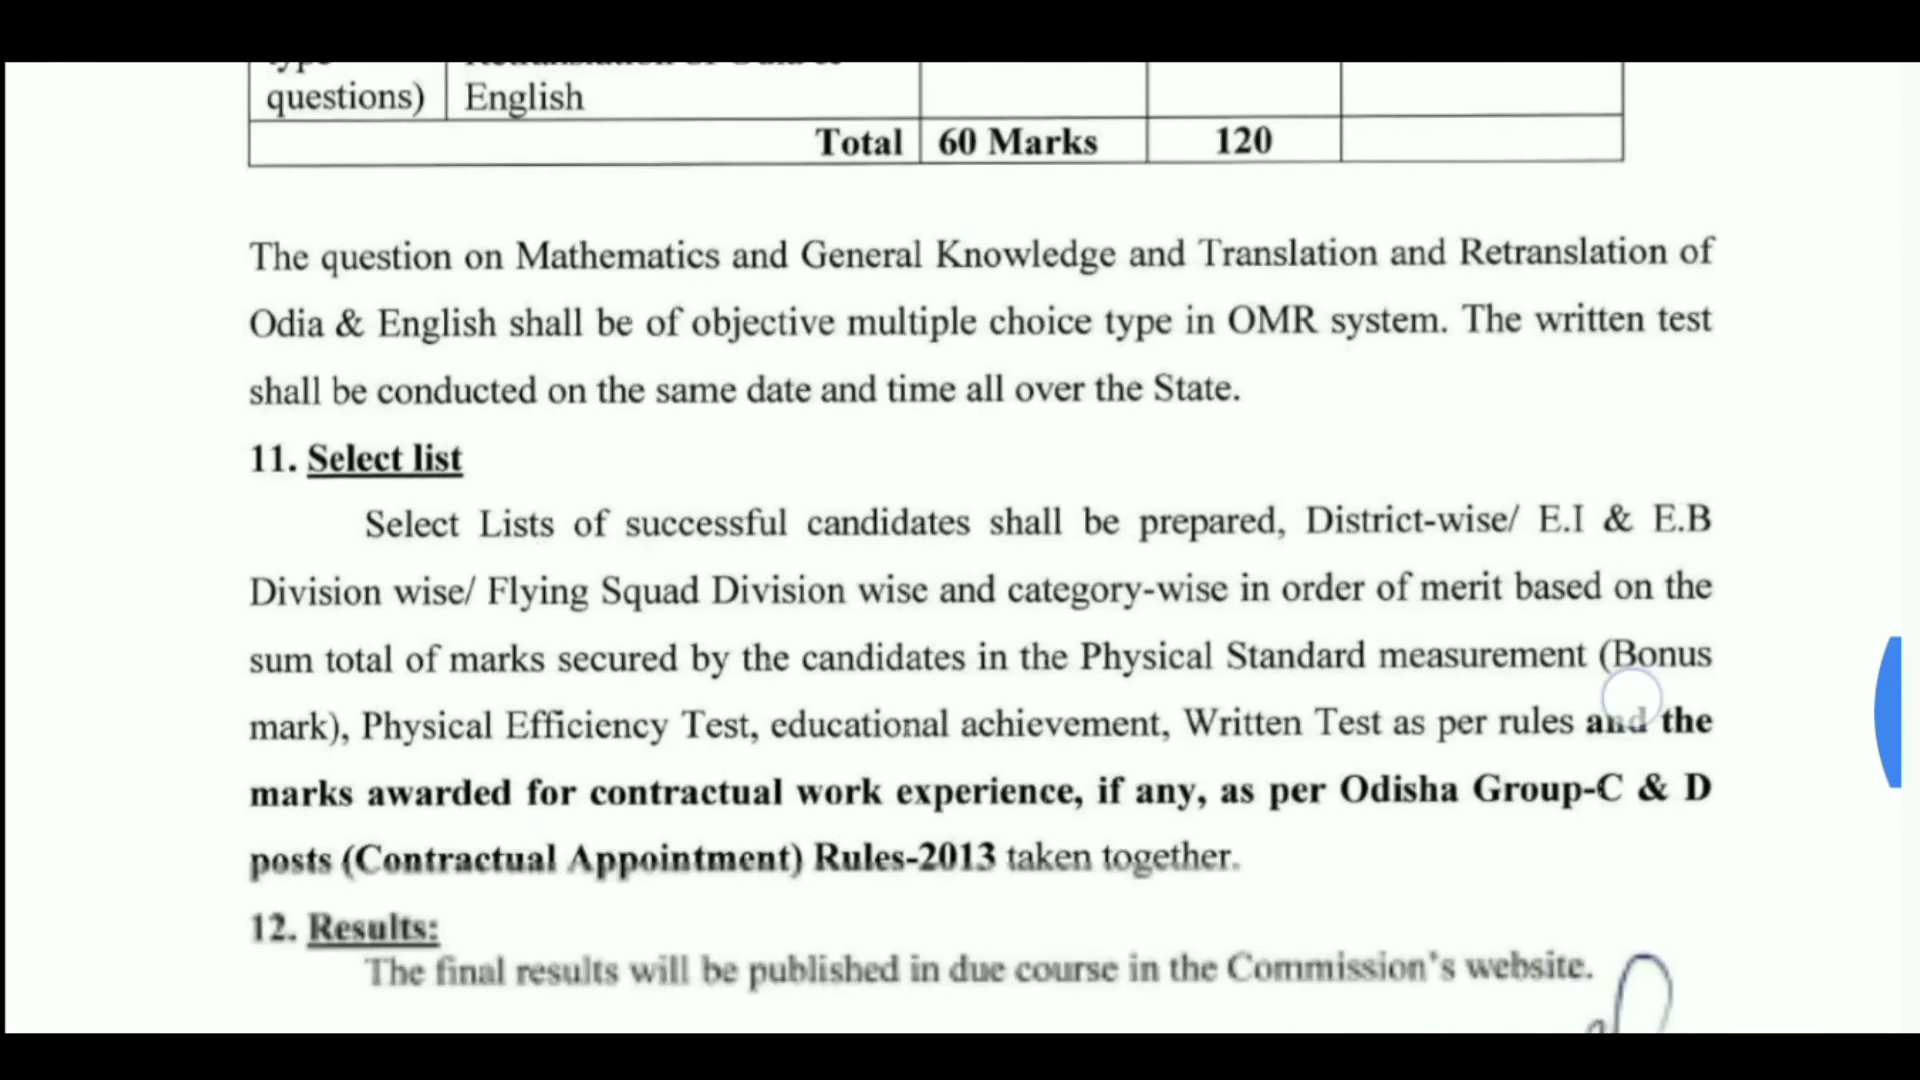 questions) English
Total 60 Marks 120
The question on Mathematics and General Knowledge and Translation and Retranslation of
Odia & English shall be of objective multiple choice type in OMR system. The written test
shall be conducted on the same date and time all over the State.
11. Select list
Select Lists of successful candidates shall be prepared, District-wise/ E.I & E.B
Division wise/ Flying Squad Division wise and category-wise in order of merit based on the
sum total of marks secured by the candidates in the Physical Standard measurement (Bonus
mark), Physical Efficiency Test, educational achievement, Written Test as per rules and the
marks awarded for contractual work experience, if any, as per Odisha Group-C & D
posts (Contractual Appointment) Rules-2013 taken together.
12. Results:
The final results will be published in due course in the Commission's website.